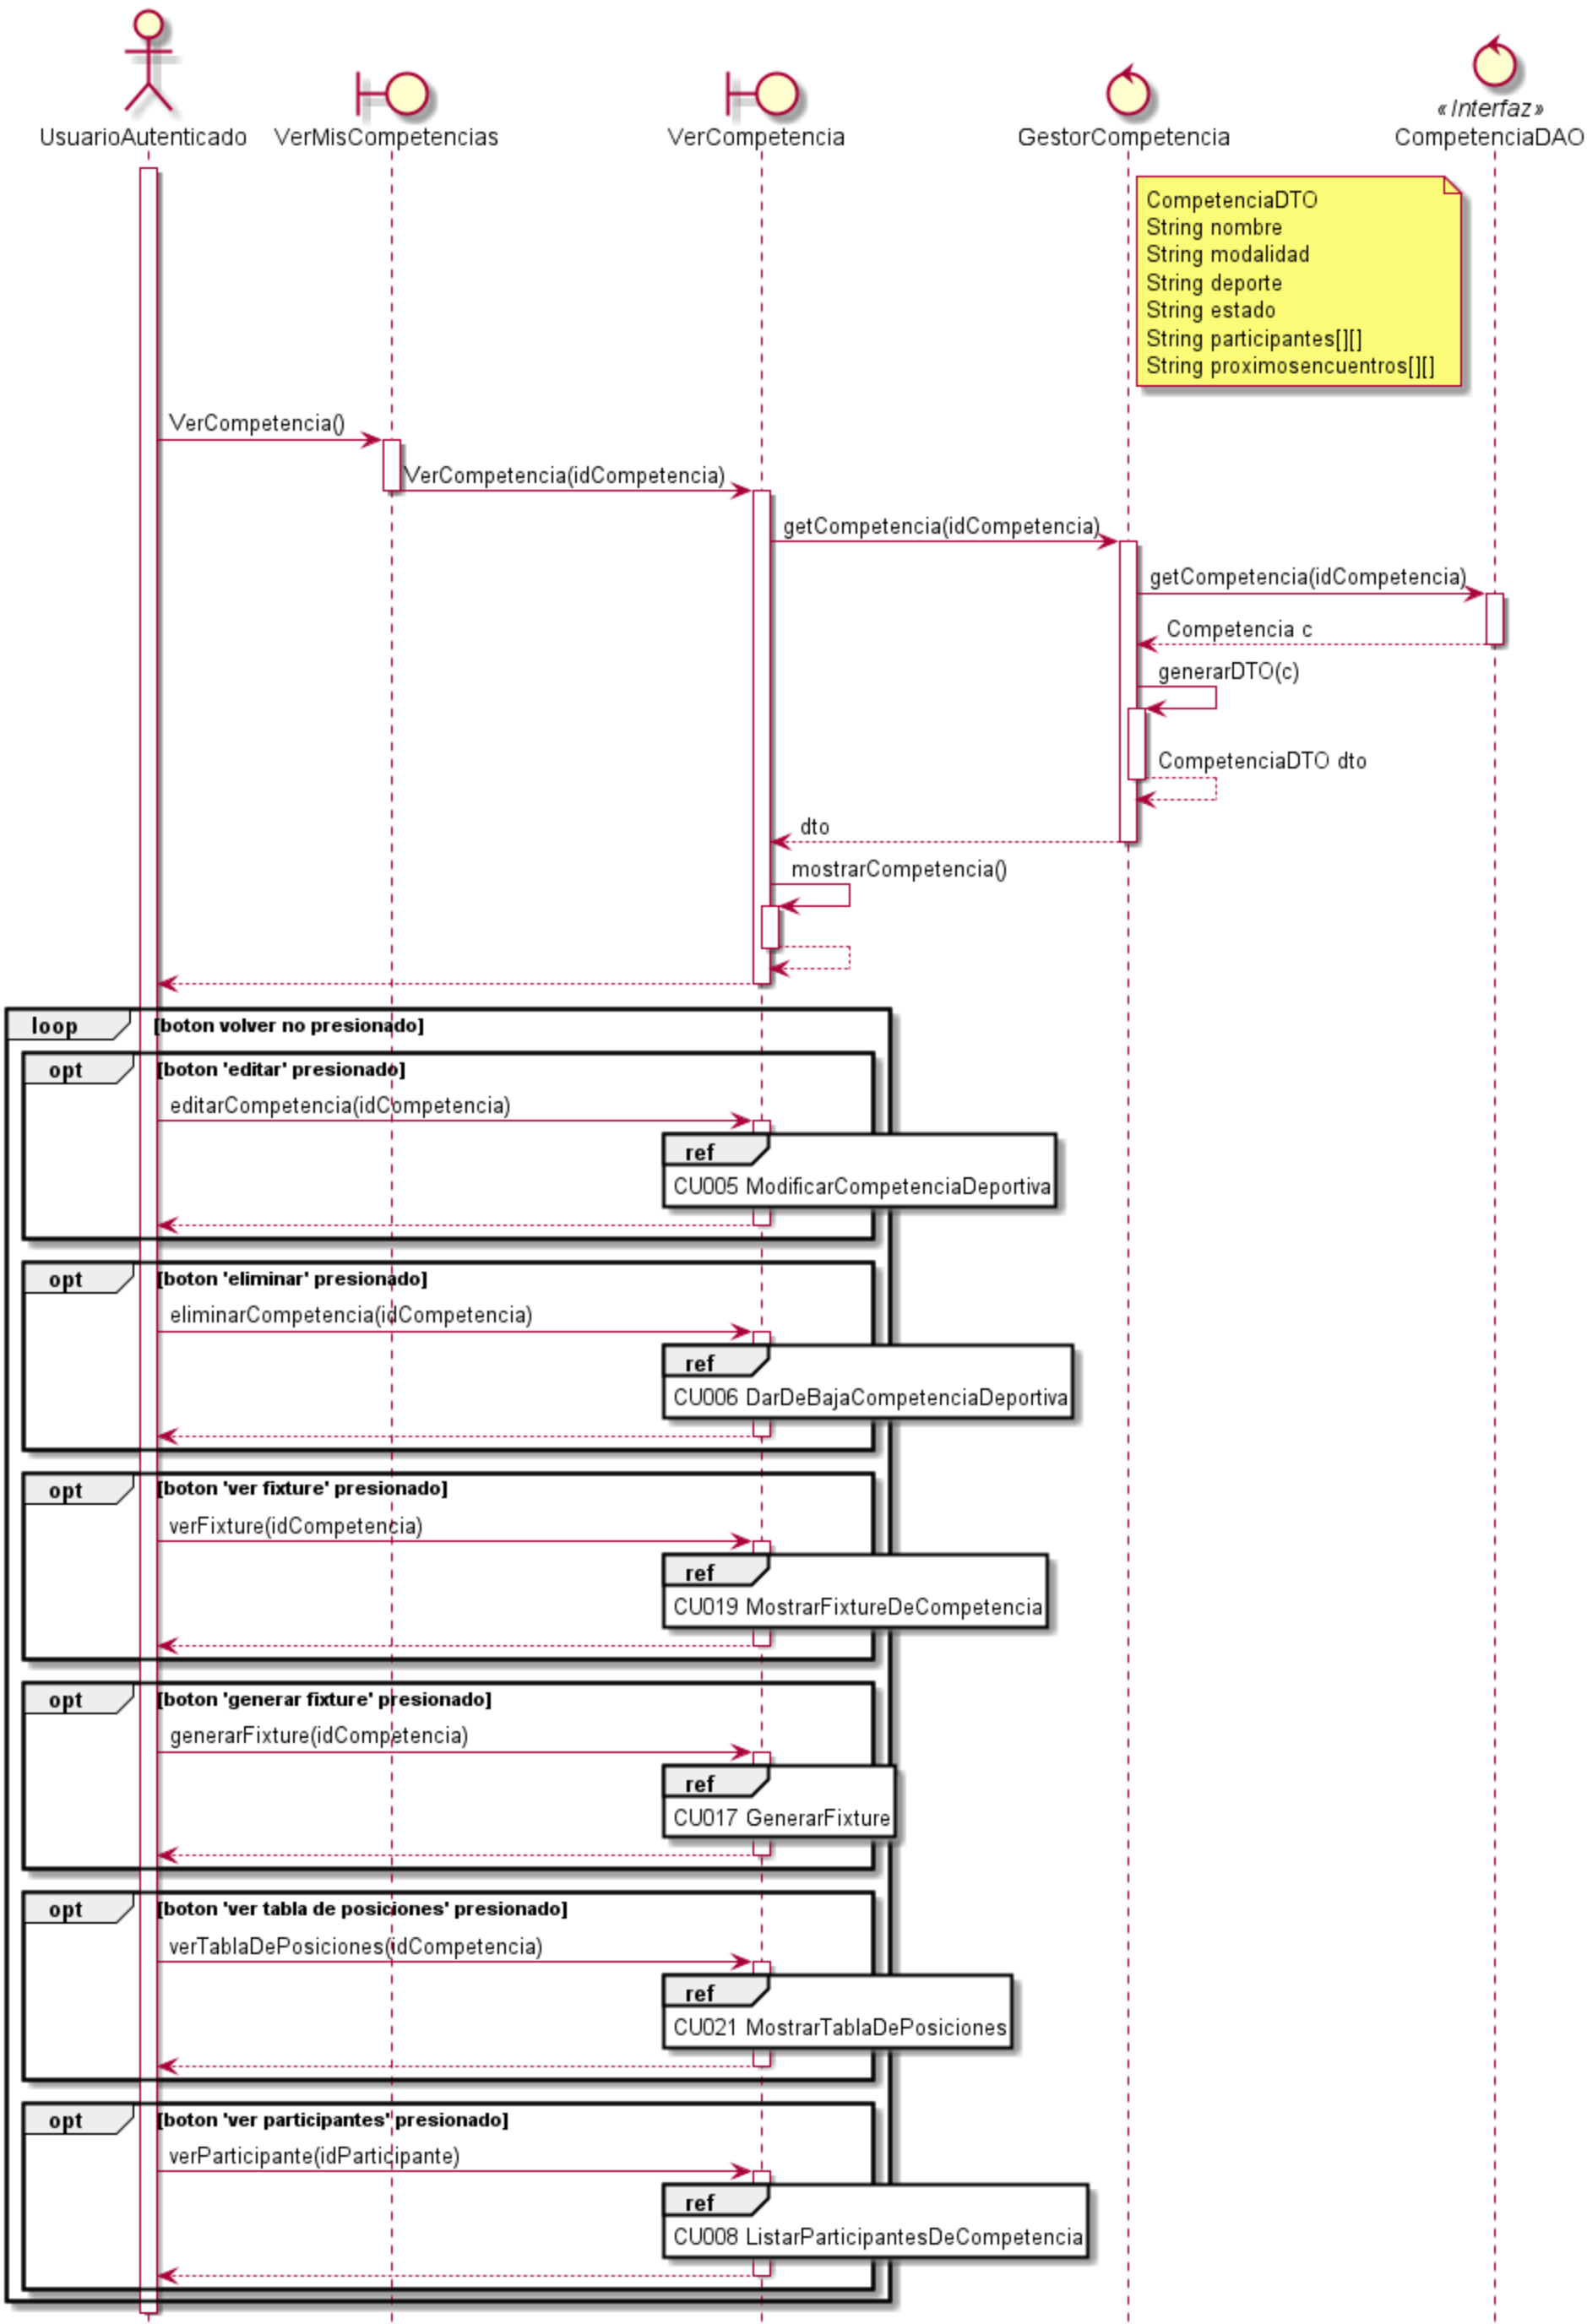 UsuarioAutenticado
VerMisCompetencias
VerCompetencia
GestorCompetencia
«Interfaz»
CompetenciaDAO
CompetenciaDTO
String nombre
String modalidad
String deporte
String estado
String participantes[][]
String proximosencuentros[][]
VerCompetencia()
VerCompetencia(idCompetencia)
getCompetencia(idCompetencia)
getCompetencia(idCompetencia)
Competencia c
generarDTO(c)
CompetenciaDTO dto
dto
mostrarCompetencia()
loop [boton volver no presionado]
opt [boton 'editar' presionado]
editarCompetencia(idCompetencia)
ref
CU005 ModificarCompetenciaDeportiva
opt [boton 'eliminar' presionado]
eliminarCompetencia(idCompetencia)
ref
CU006 DarDeBajaCompetenciaDeportiva
opt [boton 'ver fixture' presionado]
verFixture(idCompetencia)
ref
CU019 MostrarFixtureDeCompetencia
opt [boton 'generar fixture' presionado]
generarFixture(idCompetencia)
ref
CU017 GenerarFixture
opt [boton 'ver tabla de posiciones' presionado]
verTablaDePosiciones(idCompetencia)
ref
CU021 MostrarTablaDePosiciones
opt [boton 'ver participantes' presionado]
verParticipante(idParticipante)
ref
CU008 ListarParticipantesDeCompetencia